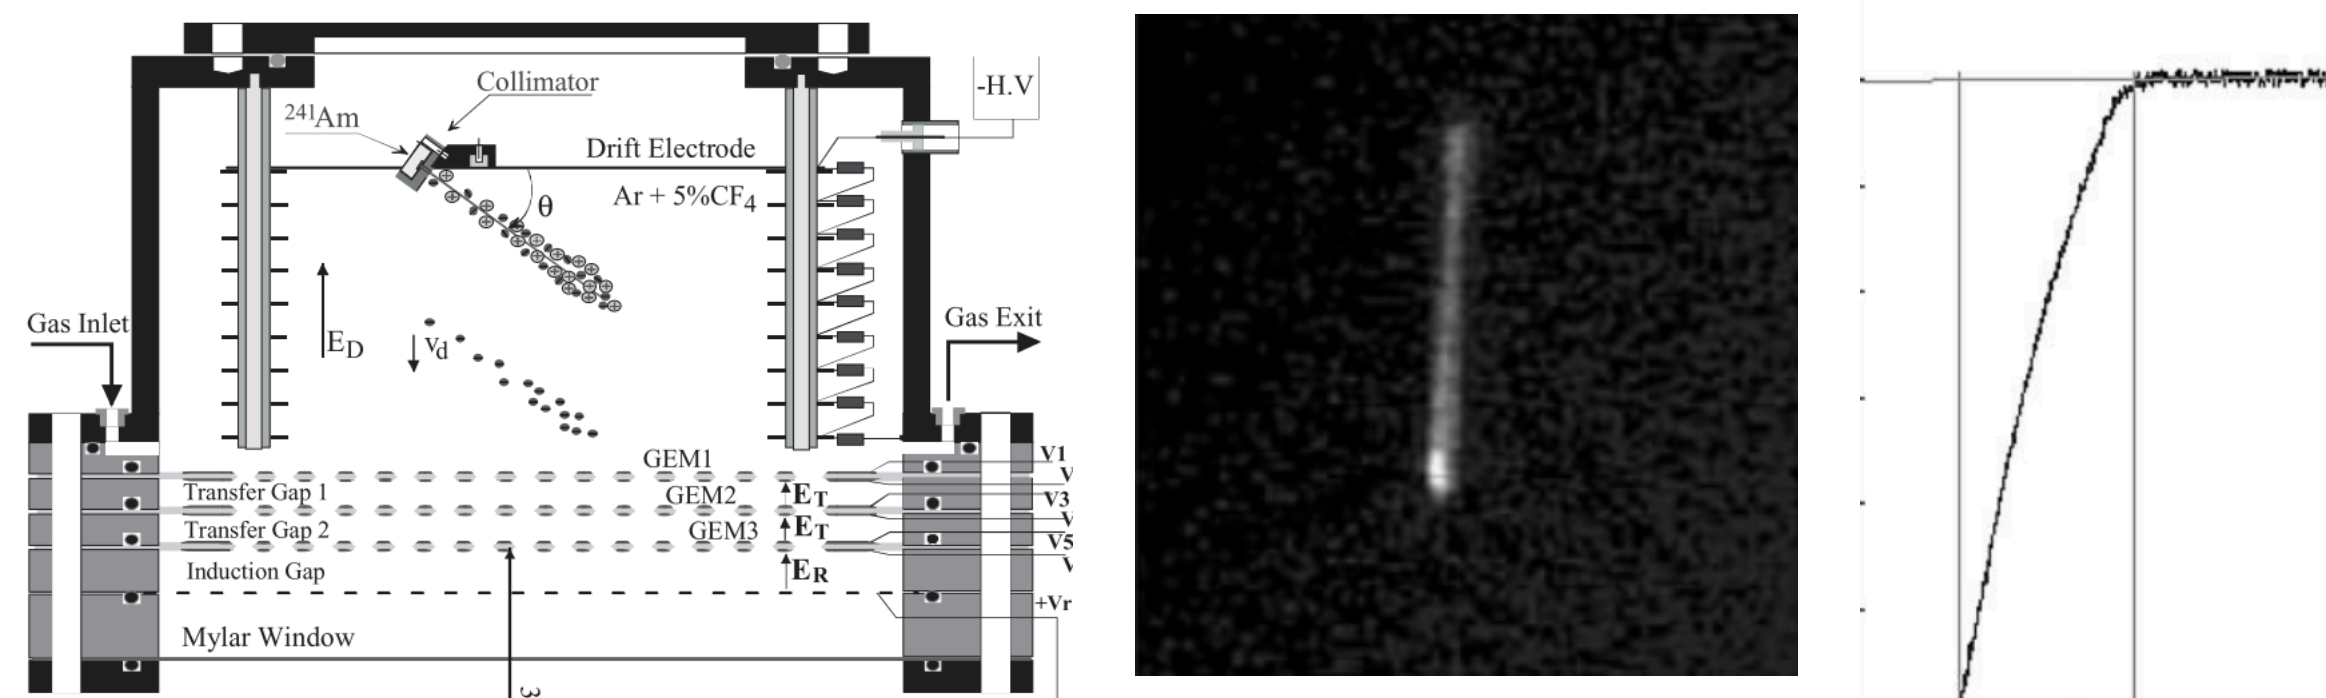 Collimator
241Am
-H.V
Drift Electrode
Ar + 5%CF4
θ
Gas Inlet
ED
vd
Gas Exit
GEM1
V1
V
Transfer Gap 1
GEM2
ET
V3
V
Transfer Gap 2
GEM3
ET
V5
V
Induction Gap
ER
+Vr
Mylar Window
3